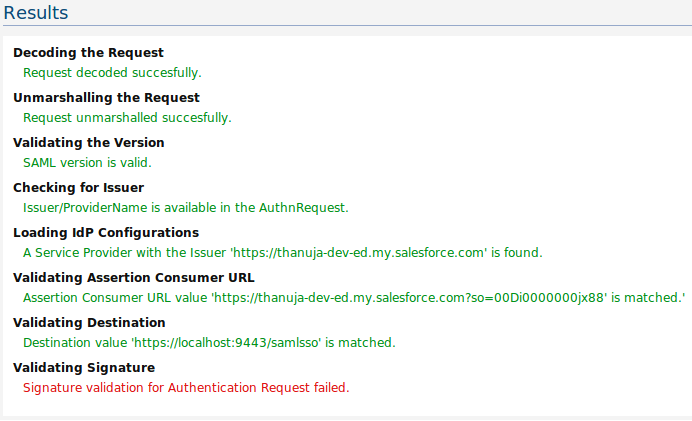 Results
Decoding the Request
Request decoded succesfully.
Unmarshalling the Request
Request unmarshalled succesfully.
Validating the Version
SAML version is valid.
Checking for Issuer
Issuer/ProviderName is available in the AuthnRequest.
Loading IdP Configurations
A Service Provider with the Issuer 'https://thanuja-dev-ed.my.salesforce.com' is found.
Validating Assertion Consumer URL
Assertion Consumer URL value 'https://thanuja-dev-ed.my.salesforce.com?so=00Di0000000jx88' is matched.'
Validating Destination
Destination value 'https://localhost:9443/samlsso' is matched.
Validating Signature
Signature validation for Authentication Request failed.